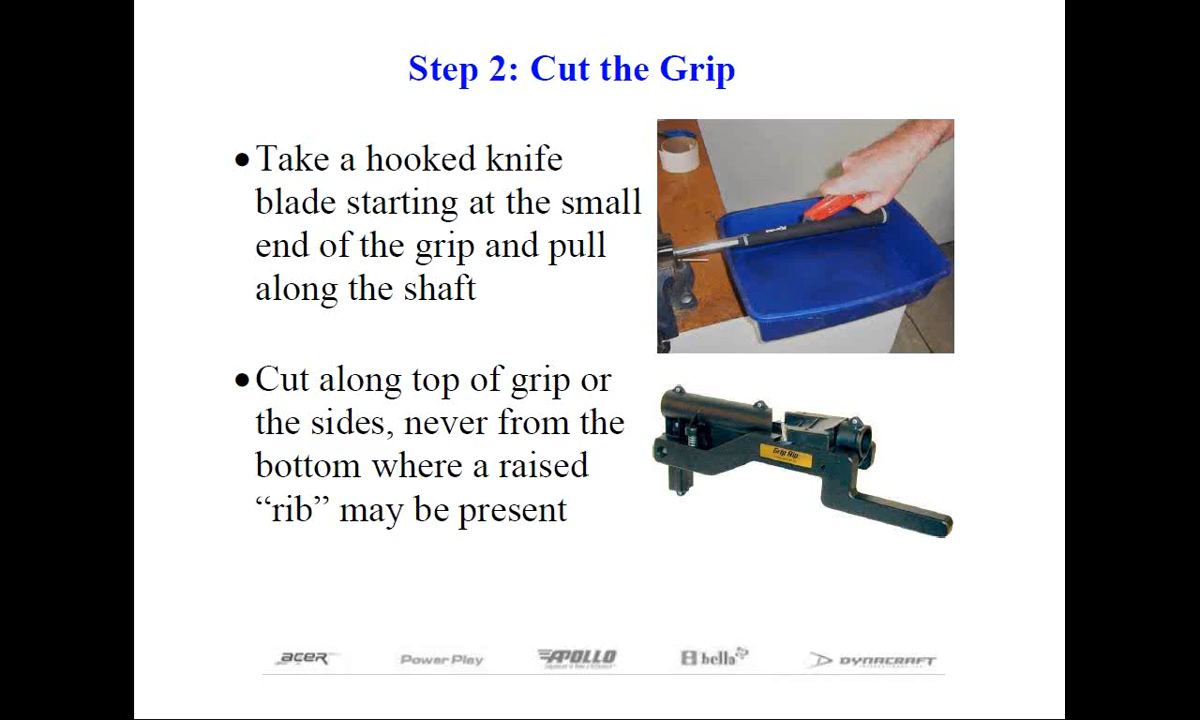 Step 2: Cut the Grip
•Take a hooked knife
blade starting at the small
end of the grip and pull
along the shaft
•Cut along top of grip or
the sides, never from the
bottom where a raised
“rib” may be present
Grip Rip
acer
Power Play
APOLLO
bella
DYNACRAFT